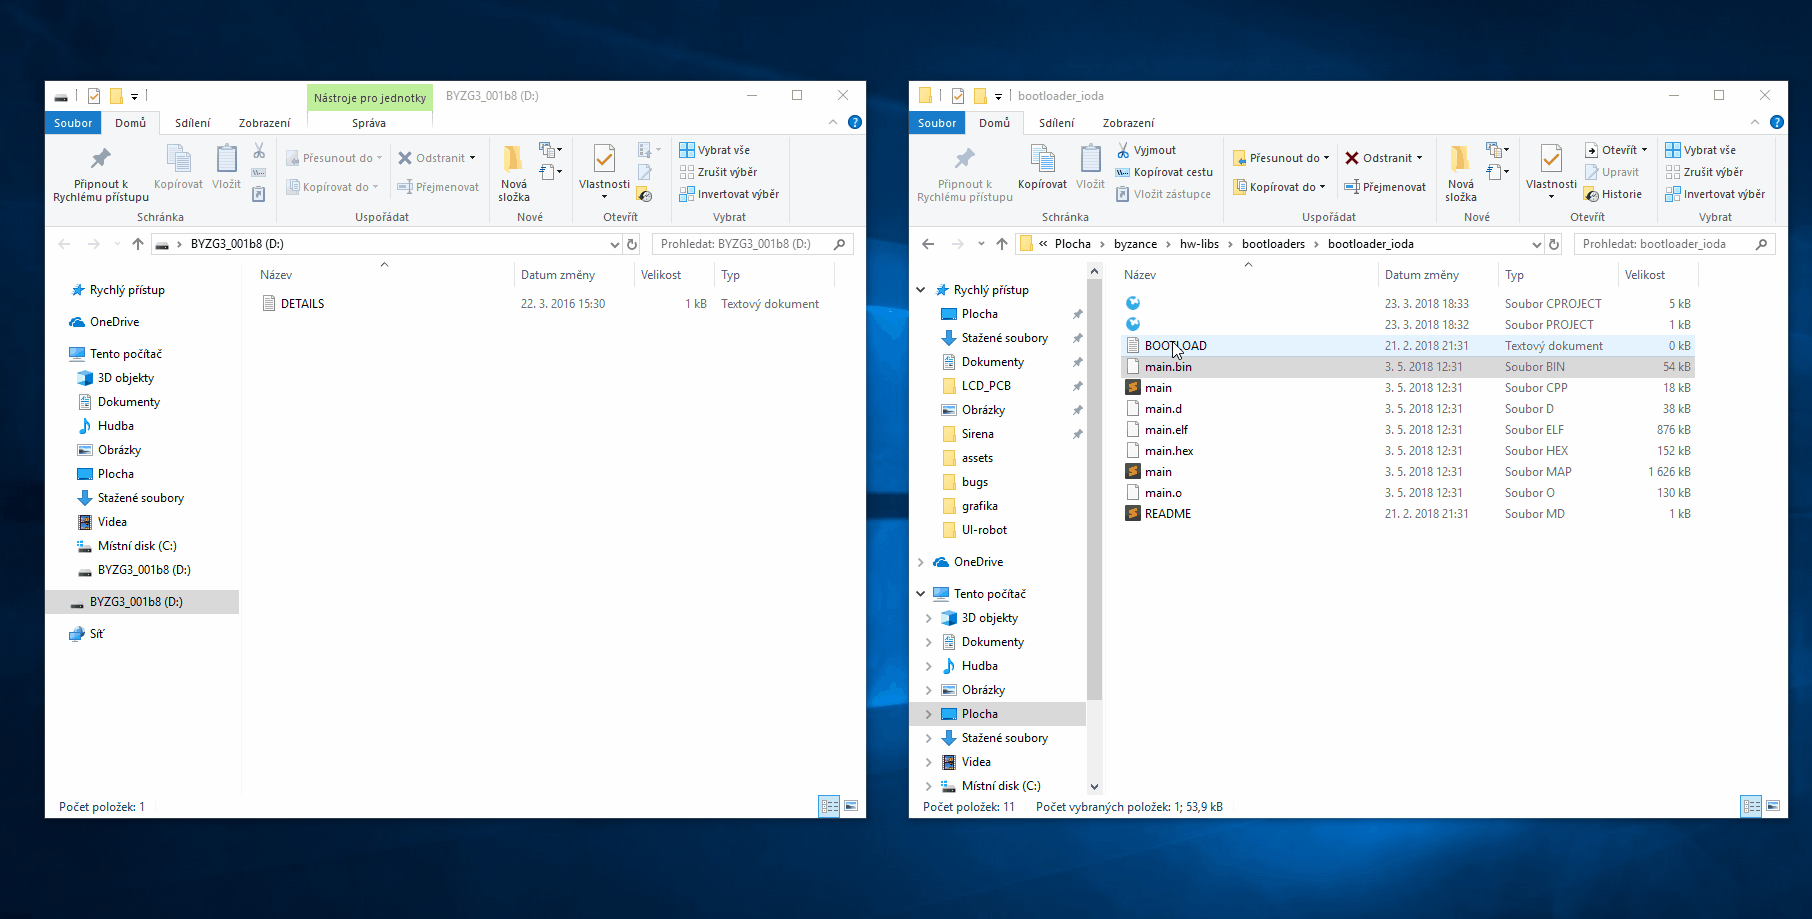 Nástroje pro jednotky
BYZG3_001b8 (D:)
Soubor
Domů
Sdílení
Zobrazení
Správa
Připnout k
Rychlému přístupu
Kopírovat
Vložit
Schránka
Přesunout do
Kopírovat do
Odstranit
Přejmenovat
Uspořádat
Nová
složka
Nové
Vlastnosti
Otevřít
Vybrat vše
Zrušit výběr
Invertovat výběr
Vybrat
BYZG3_001b8 (D:)
Prohledat: BYZG3_001b8 (D:)
Název Datum změny Velikost Typ
DETAILS 22. 3. 2016 15:30 1 kB Textový dokument
Rychlý přístup
OneDrive
Tento počítač
3D objekty
Dokumenty
Hudba
Obrázky
Plocha
Stažené soubory
Videa
Místní disk (C:)
BYZG3_001b8 (D:)
BYZG3_001b8 (D:)
Síť
Počet položek: 1
bootloader_ioda
Soubor
Domů
Sdílení
Zobrazení
Připnout k
Rychlému přístupu
Kopírovat
Vložit
Vyjmout
Kopírovat cestu
Vložit zástupce
Schránka
Přesunout do
Kopírovat do
Odstranit
Přejmenovat
Uspořádat
Nová
složka
Nové
Vlastnosti
Otevřít
Upravit
Historie
Otevřít
Vybrat vše
Zrušit výběr
Invertovat výběr
Vybrat
« Plocha › byzance › hw-libs › bootloaders › bootloader_ioda
Prohledat: bootloader_ioda
Název Datum změny Typ Velikost
23. 3. 2018 18:33 Soubor CPROJECT 5 kB
23. 3. 2018 18:32 Soubor PROJECT 1 kB
BOOTLOAD 21. 2. 2018 21:31 Textový dokument 0 kB
main.bin 3. 5. 2018 12:31 Soubor BIN 54 kB
main 3. 5. 2018 12:31 Soubor CPP 18 kB
main.d 3. 5. 2018 12:31 Soubor D 38 kB
main.elf 3. 5. 2018 12:31 Soubor ELF 876 kB
main.hex 3. 5. 2018 12:31 Soubor HEX 152 kB
main 3. 5. 2018 12:31 Soubor MAP 1 626 kB
main.o 3. 5. 2018 12:31 Soubor O 130 kB
README 21. 2. 2018 21:31 Soubor MD 1 kB
Rychlý přístup
Plocha
Stažené soubory
Dokumenty
LCD_PCB
Obrázky
Sirena
assets
bugs
grafika
UI-robot
OneDrive
Tento počítač
3D objekty
Dokumenty
Hudba
Obrázky
Plocha
Stažené soubory
Videa
Místní disk (C:)
Počet položek: 11 Počet vybraných položek: 1; 53,9 kB